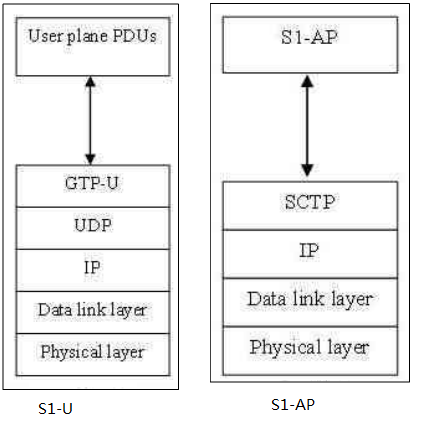 User plane PDUs
GTP-U
UDP
IP
Data link layer
Physical layer
S1-U
S1-AP
SCTP
IP
Data link layer
Physical layer
S1-AP